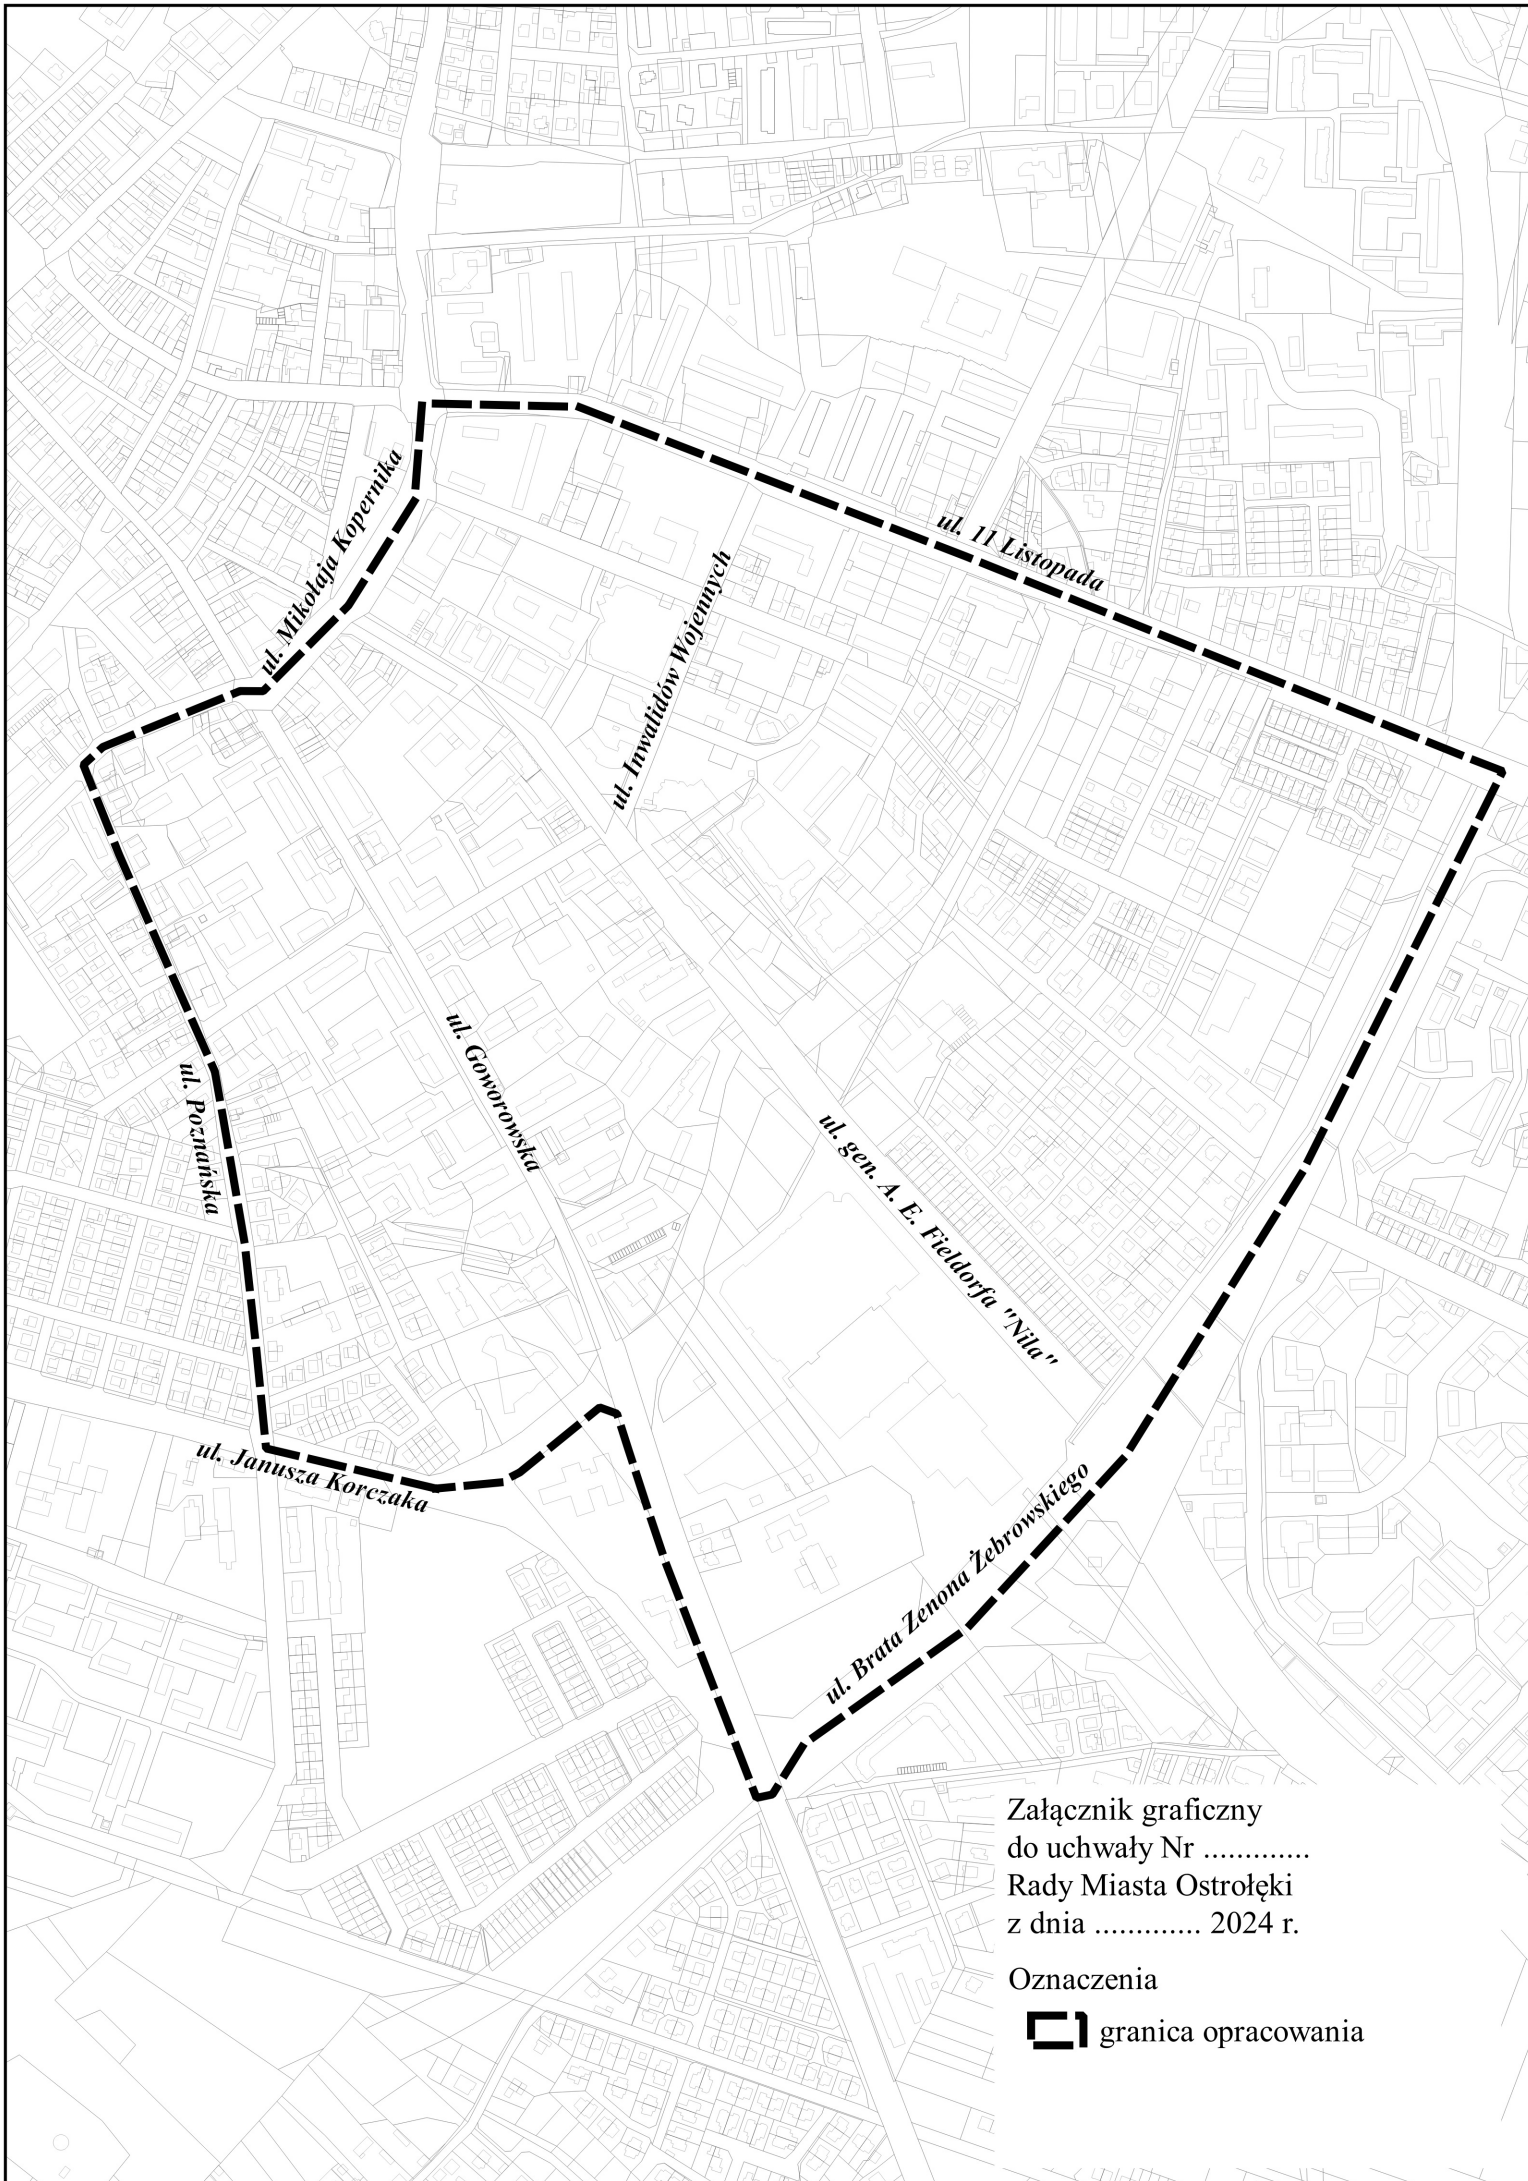 ul. Mikołaja Kopernika
ul. 11 Listopada
ul. Inwalidów Wojennych
ul. Goworowska
ul. Poznańska
ul. gen. A. E. Fieldorfa "Nila"
ul. Janusza Korczaka
ul. Brata Zenona Żebrowskiego
Załącznik graficzny
do uchwały Nr .............
Rady Miasta Ostrołęki
z dnia ............. 2024 r.
Oznaczenia
granica opracowania